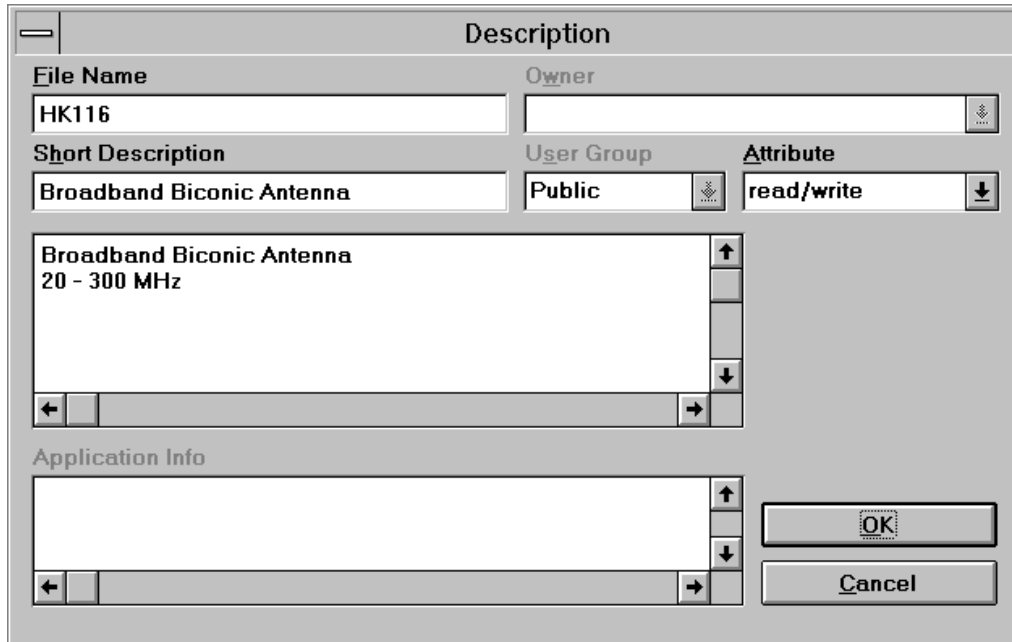 Description
File Name
Owner
HK116
Short Description
User Group
Attribute
Broadband Biconic Antenna
Public
read/write
Broadband Biconic Antenna
20 - 300 MHz
Application Info
OK
Cancel